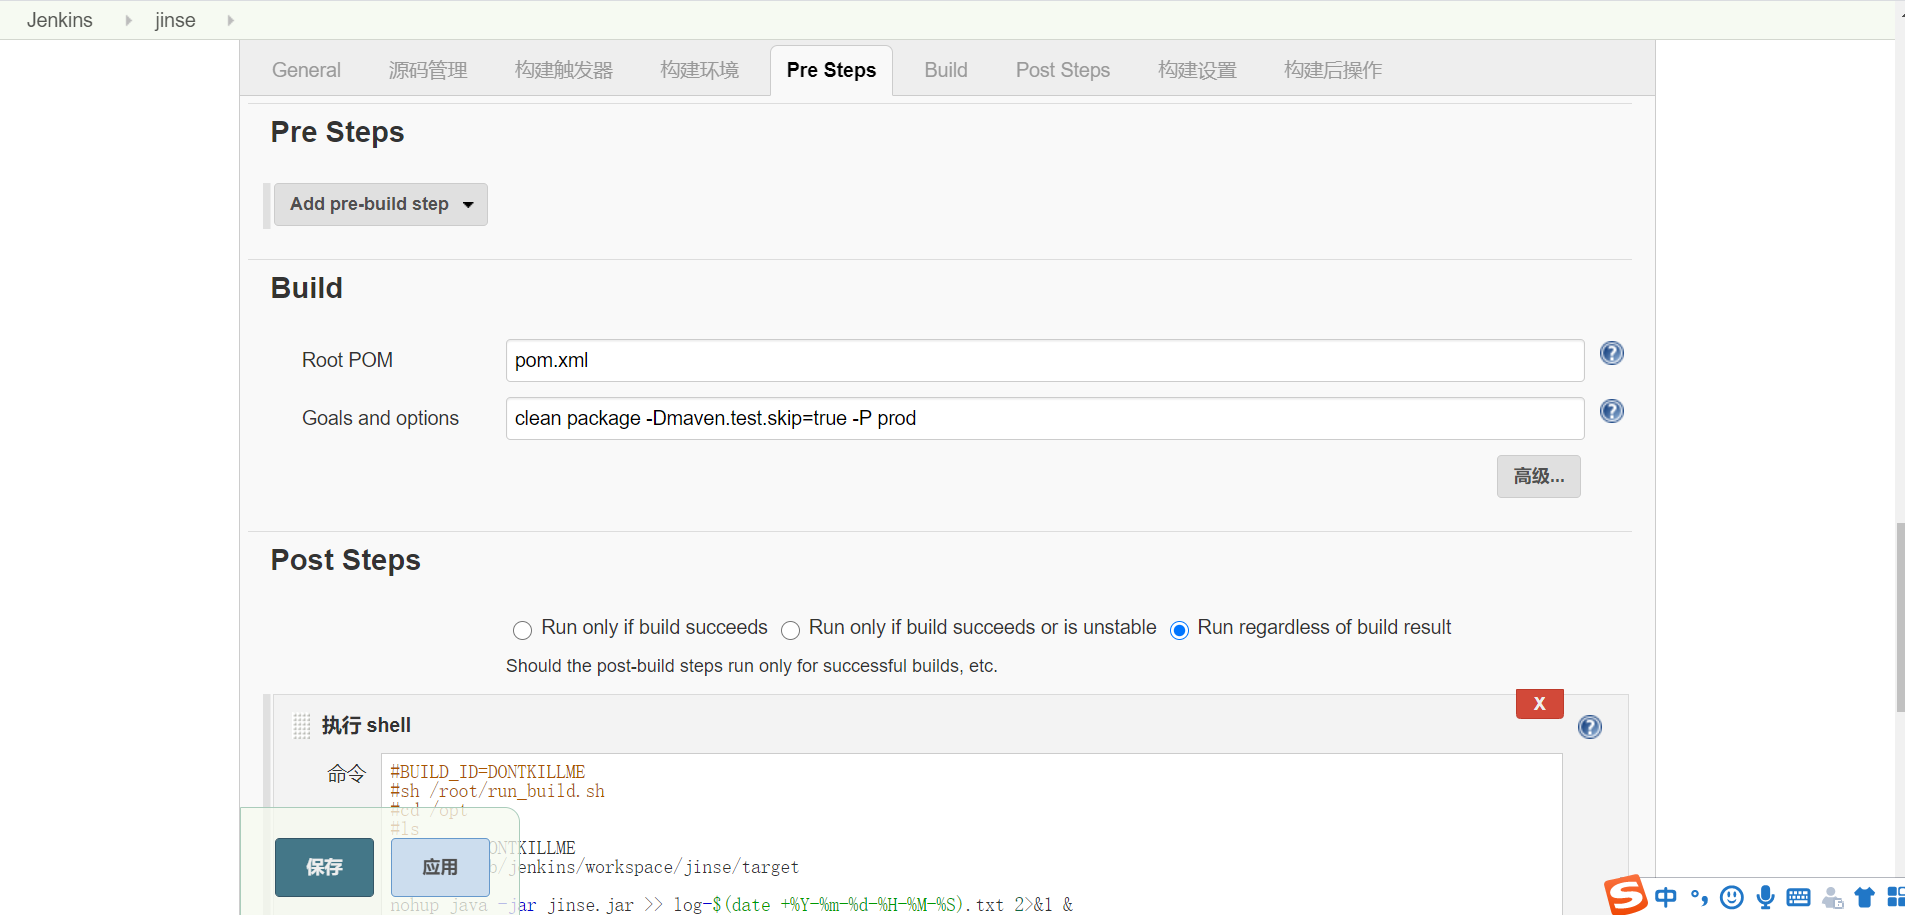 Jenkins jinse
General 源码管理 构建触发器 构建环境 Pre Steps Build Post Steps 构建设置 构建后操作
Pre Steps
Add pre-build step
Build
Root POM pom.xml
Goals and options clean package -Dmaven.test.skip=true -P prod
高级...
Post Steps
Run only if build succeeds Run only if build succeeds or is unstable Run regardless of build result
Should the post-build steps run only for successful builds, etc.
X
执行 shell
命令 #BUILD_ID=DONTKILLME
#sh /root/run_build.sh
#cd /opt
#ls
ONTKILLME
/jenkins/workspace/jinse/target
保存 应用
nohup java -jar jinse.jar >> log-$(date +%Y-%m-%d-%H-%M-%S).txt 2>&1 &
中